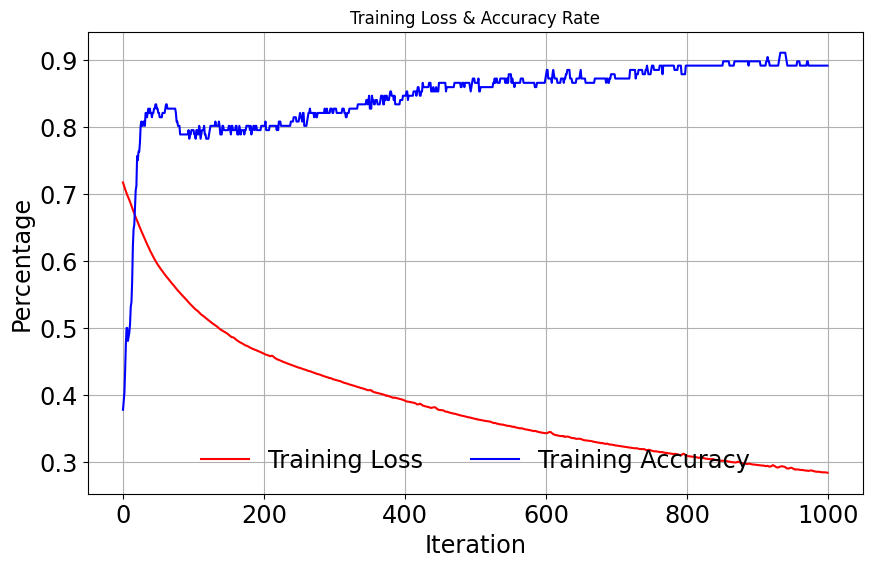 Training Loss & Accuracy Rate
Percentage
0.9
0.8
0.7
0.6
0.5
0.4
0.3
Training Loss Training Accuracy
0 200 400 600 800 1000
Iteration